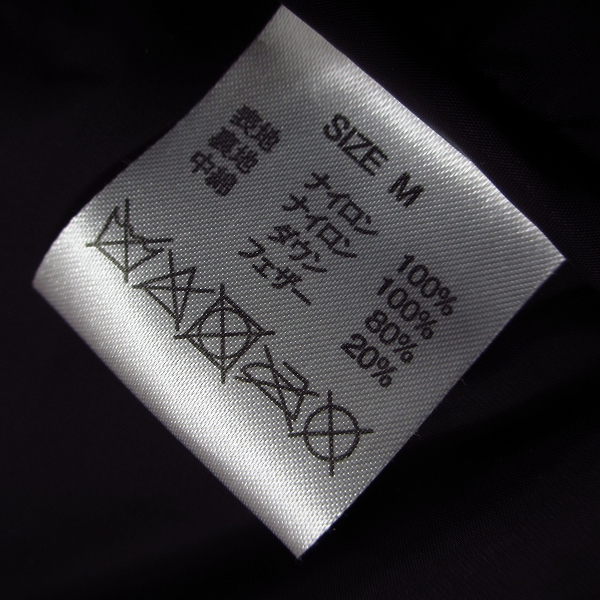 SIZE M
表地 ナイロン 100%
裏地 ナイロン 100%
中綿 ダウン 80%
フェザー 20%